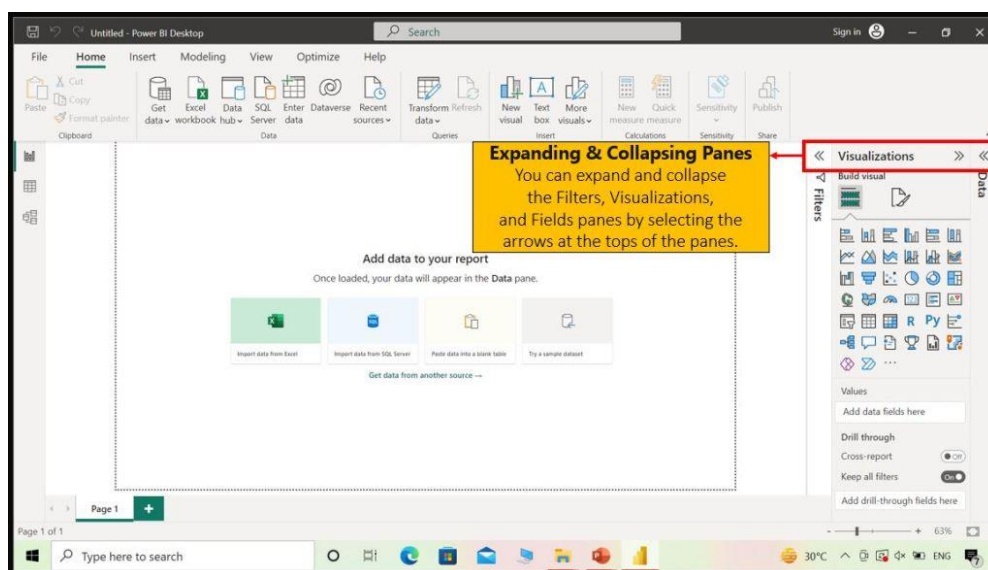 Untitled - Power BI Desktop
Search
Sign in
File Home Insert Modeling View Optimize Help
Paste
Cut
Copy
Format painter
Get data
Excel workbook
Data hub
SQL Server
Enter data
Dataverse
Recent sources
Transform data
Refresh
New visual
Text box
More visuals
New measure
Quick measure
Sensitivity
Publish
Clipboard Data Queries Insert Calculations Sensitivity Share
Expanding & Collapsing Panes
You can expand and collapse
the Filters, Visualizations,
and Fields panes by selecting the
arrows at the tops of the panes.
Filters
Visualizations
Build visual
Data
R Py
Add data to your report
Once loaded, your data will appear in the Data pane.
Import data from Excel
Import data from SQL Server
Paste data into a blank table
Try a sample dataset
Get data from another source →
Values
Add data fields here
Drill through
Cross-report Off
Keep all filters On
Add drill-through fields here
Page 1
Page 1 of 1
- + 63%
Type here to search
30°C
ENG
7